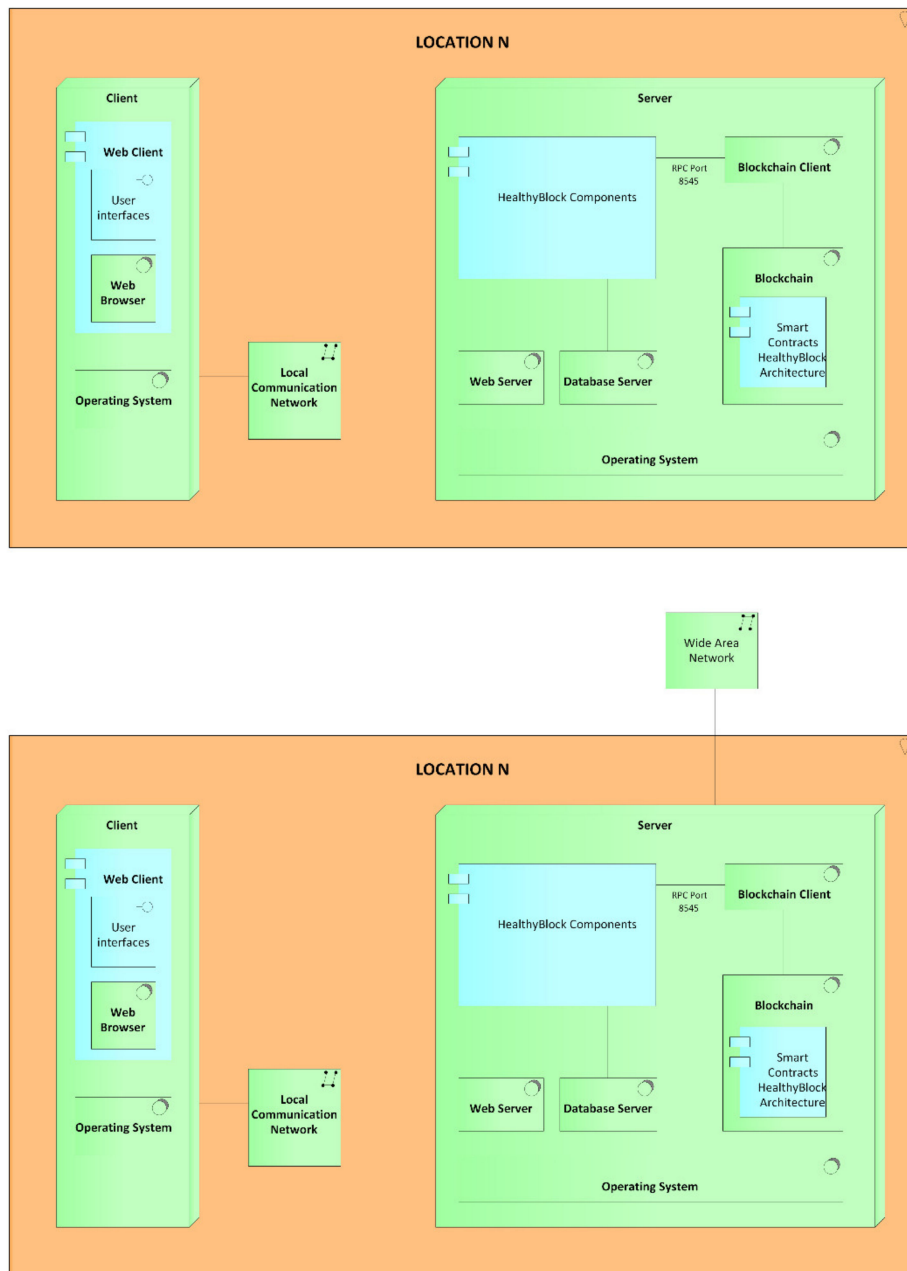 LOCATION N
Client
Web Client
User
interfaces
Web
Browser
Operating System
Local
Communication
Network
Server
HealthyBlock Components
RPC Port
8545
Blockchain Client
Blockchain
Smart
Contracts
HealthyBlock
Architecture
Web Server
Database Server
Operating System
Wide Area
Network
LOCATION N
Client
Web Client
User
interfaces
Web
Browser
Operating System
Local
Communication
Network
Server
HealthyBlock Components
RPC Port
8545
Blockchain Client
Blockchain
Smart
Contracts
HealthyBlock
Architecture
Web Server
Database Server
Operating System